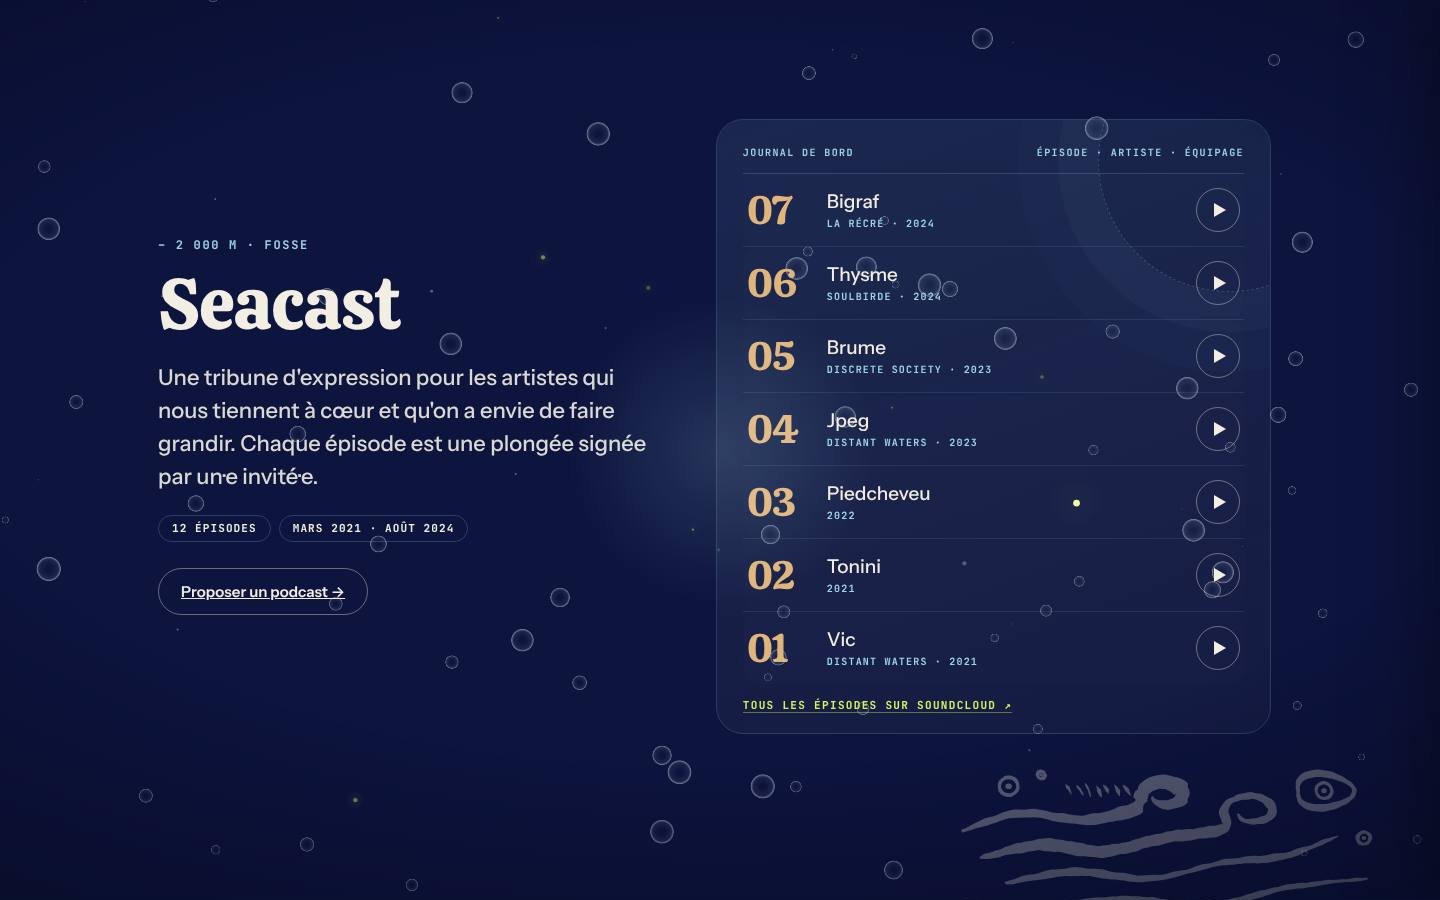 – 2 000 M · FOSSE
Seacast
Une tribune d'expression pour les artistes qui
nous tiennent à cœur et qu'on a envie de faire
grandir. Chaque épisode est une plongée signée
par un·e invité·e.
12 ÉPISODES
MARS 2021 · AOÛT 2024
Proposer un podcast →
JOURNAL DE BORD
ÉPISODE · ARTISTE · ÉQUIPAGE
07
Bigraf
LA RÉCRÉ · 2024
06
Thysme
SOULBIRDE · 2024
05
Brume
DISCRETE SOCIETY · 2023
04
Jpeg
DISTANT WATERS · 2023
03
Piedcheveu
2022
02
Tonini
2021
01
Vic
DISTANT WATERS · 2021
TOUS LES ÉPISODES SUR SOUNDCLOUD ↗